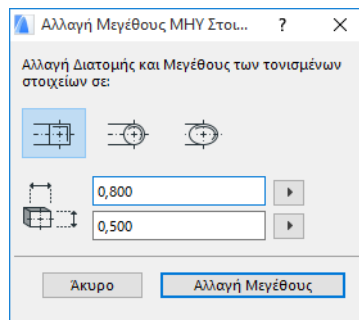 Αλλαγή Μεγέθους ΜΗΥ Στοι...
Αλλαγή Διατομής και Μεγέθους των τονισμένων
στοιχείων σε:
0,800
0,500
Άκυρο Αλλαγή Μεγέθους